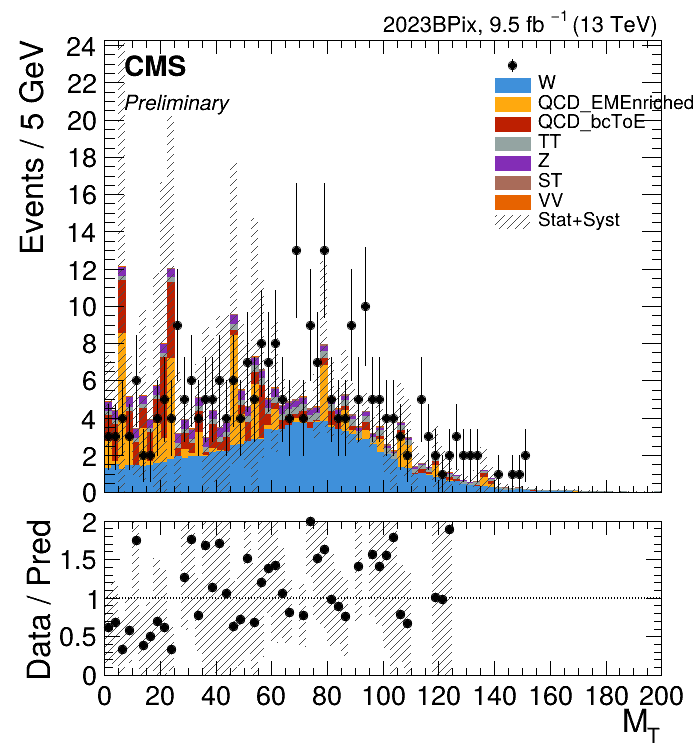 2023BPix, 9.5 fb⁻¹ (13 TeV)
CMS
Preliminary
Events / 5 GeV
24
22
20
18
16
14
12
10
8
6
4
2
0
W
QCD_EMEnriched
QCD_bcToE
TT
Z
ST
VV
Stat+Syst
Data / Pred
2
1.5
1
0.5
0
0 20 40 60 80 100 120 140 160 180 200
M_T